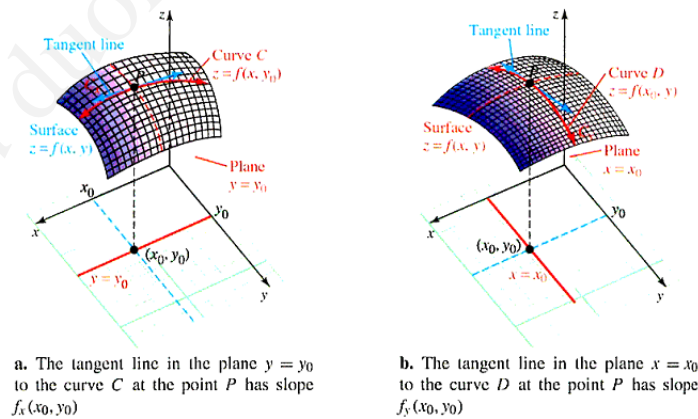 z
Tangent line
Curve C
z = f(x, y₀)
P
Surface
z = f(x, y)
Plane
y = y₀
x₀
y₀
x
(x₀, y₀)
y = y₀
y
a. The tangent line in the plane y = y₀
to the curve C at the point P has slope
fₓ(x₀, y₀)
z
Tangent line
Curve D
z = f(x₀, y)
Surface
z = f(x, y)
Plane
x = x₀
y₀
x
(x₀, y₀)
x = x₀
y
b. The tangent line in the plane x = x₀
to the curve D at the point P has slope
f_y(x₀, y₀)